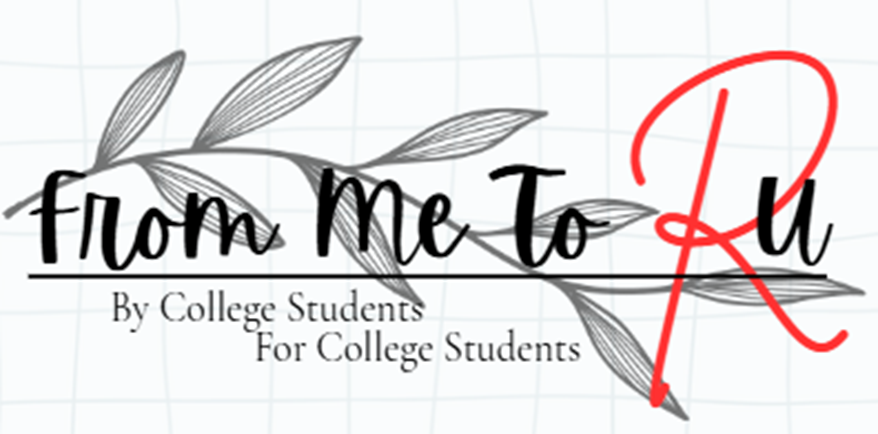 From Me To RU
By College Students
For College Students